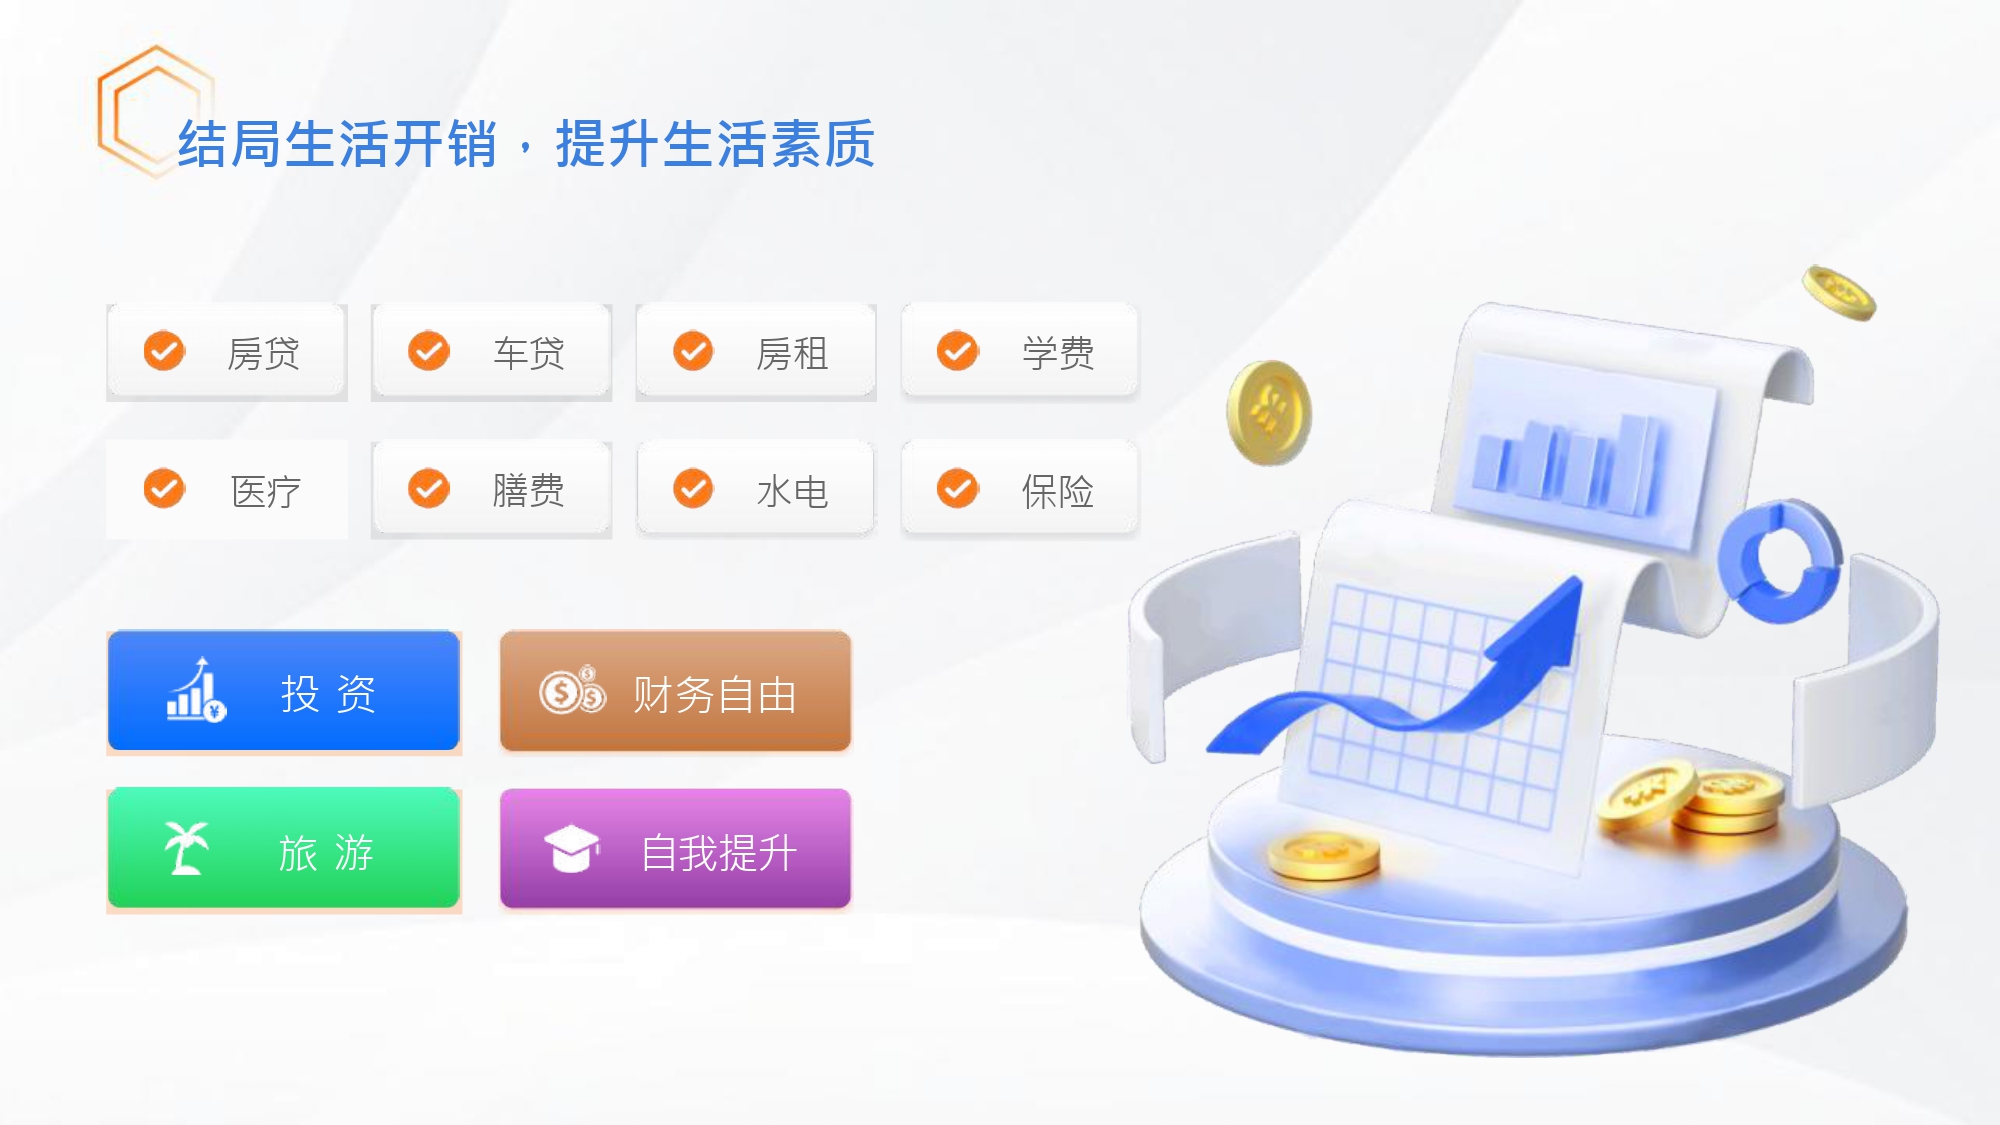 结局生活开销，提升生活素质
房贷 车贷 房租 学费
医疗 膳费 水电 保险
投 资 财务自由
旅 游 自我提升